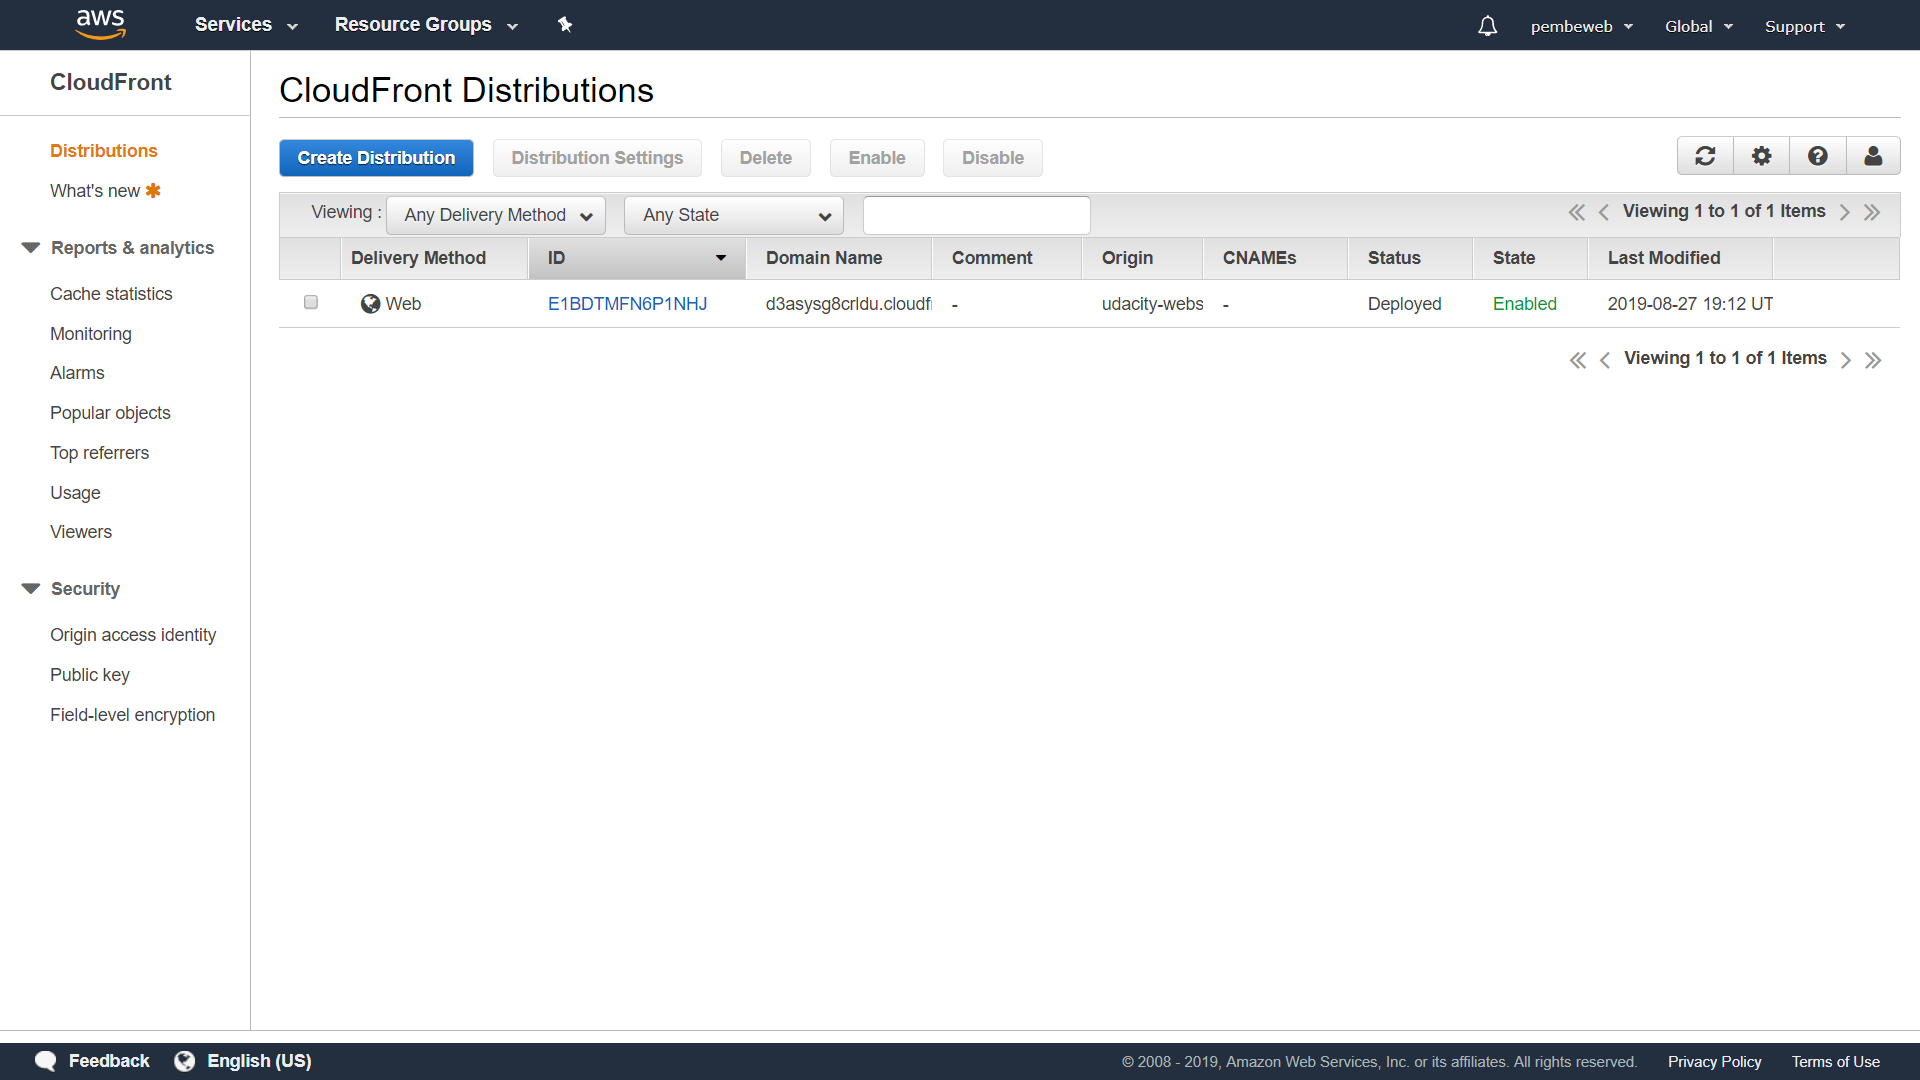 aws
Services
Resource Groups
pembeweb
Global
Support
CloudFront
Distributions
What's new
Reports & analytics
Cache statistics
Monitoring
Alarms
Popular objects
Top referrers
Usage
Viewers
Security
Origin access identity
Public key
Field-level encryption
CloudFront Distributions
Create Distribution
Distribution Settings
Delete
Enable
Disable
Viewing :
Any Delivery Method
Any State
Viewing 1 to 1 of 1 Items
Delivery Method
ID
Domain Name
Comment
Origin
CNAMEs
Status
State
Last Modified
Web
E1BDTMFN6P1NHJ
d3asysg8crldu.cloudf
-
udacity-webs
-
Deployed
Enabled
2019-08-27 19:12 UT
Viewing 1 to 1 of 1 Items
Feedback
English (US)
© 2008 - 2019, Amazon Web Services, Inc. or its affiliates. All rights reserved.
Privacy Policy
Terms of Use